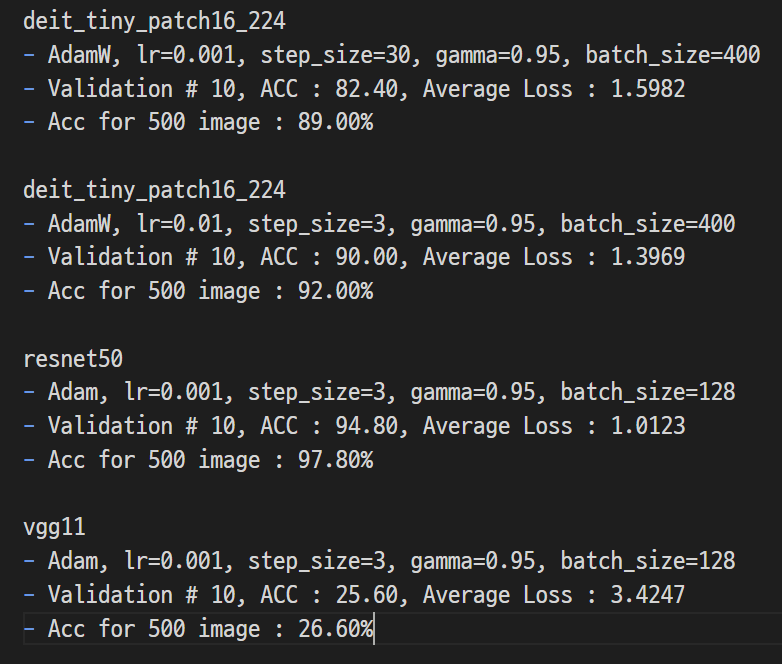 deit_tiny_patch16_224
- AdamW, lr=0.001, step_size=30, gamma=0.95, batch_size=400
- Validation # 10, ACC : 82.40, Average Loss : 1.5982
- Acc for 500 image : 89.00%
deit_tiny_patch16_224
- AdamW, lr=0.01, step_size=3, gamma=0.95, batch_size=400
- Validation # 10, ACC : 90.00, Average Loss : 1.3969
- Acc for 500 image : 92.00%
resnet50
- Adam, lr=0.001, step_size=3, gamma=0.95, batch_size=128
- Validation # 10, ACC : 94.80, Average Loss : 1.0123
- Acc for 500 image : 97.80%
vgg11
- Adam, lr=0.001, step_size=3, gamma=0.95, batch_size=128
- Validation # 10, ACC : 25.60, Average Loss : 3.4247
- Acc for 500 image : 26.60%